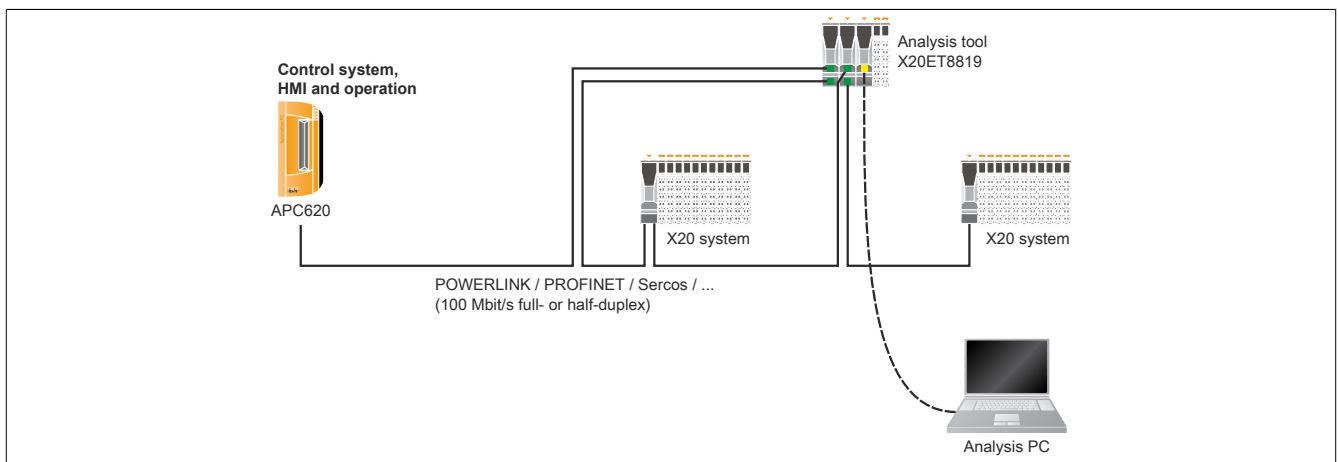 Analysis tool
X20ET8819
Control system,
HMI and operation
APC620
X20 system
X20 system
POWERLINK / PROFINET / Sercos / ...
(100 Mbit/s full- or half-duplex)
Analysis PC